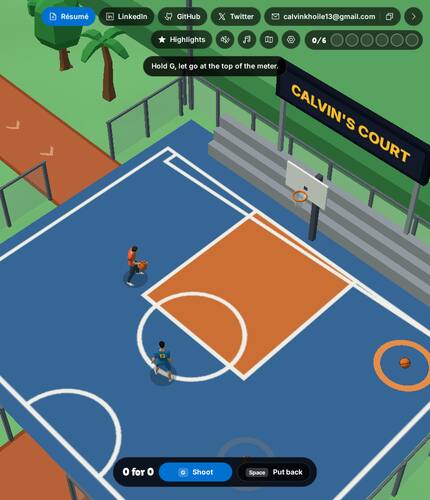 Résumé LinkedIn GitHub Twitter calvinkhoile13@gmail.com
Highlights 0/6
Hold G, let go at the top of the meter.
CALVIN'S COURT
13
0 for 0 G Shoot Space Put back